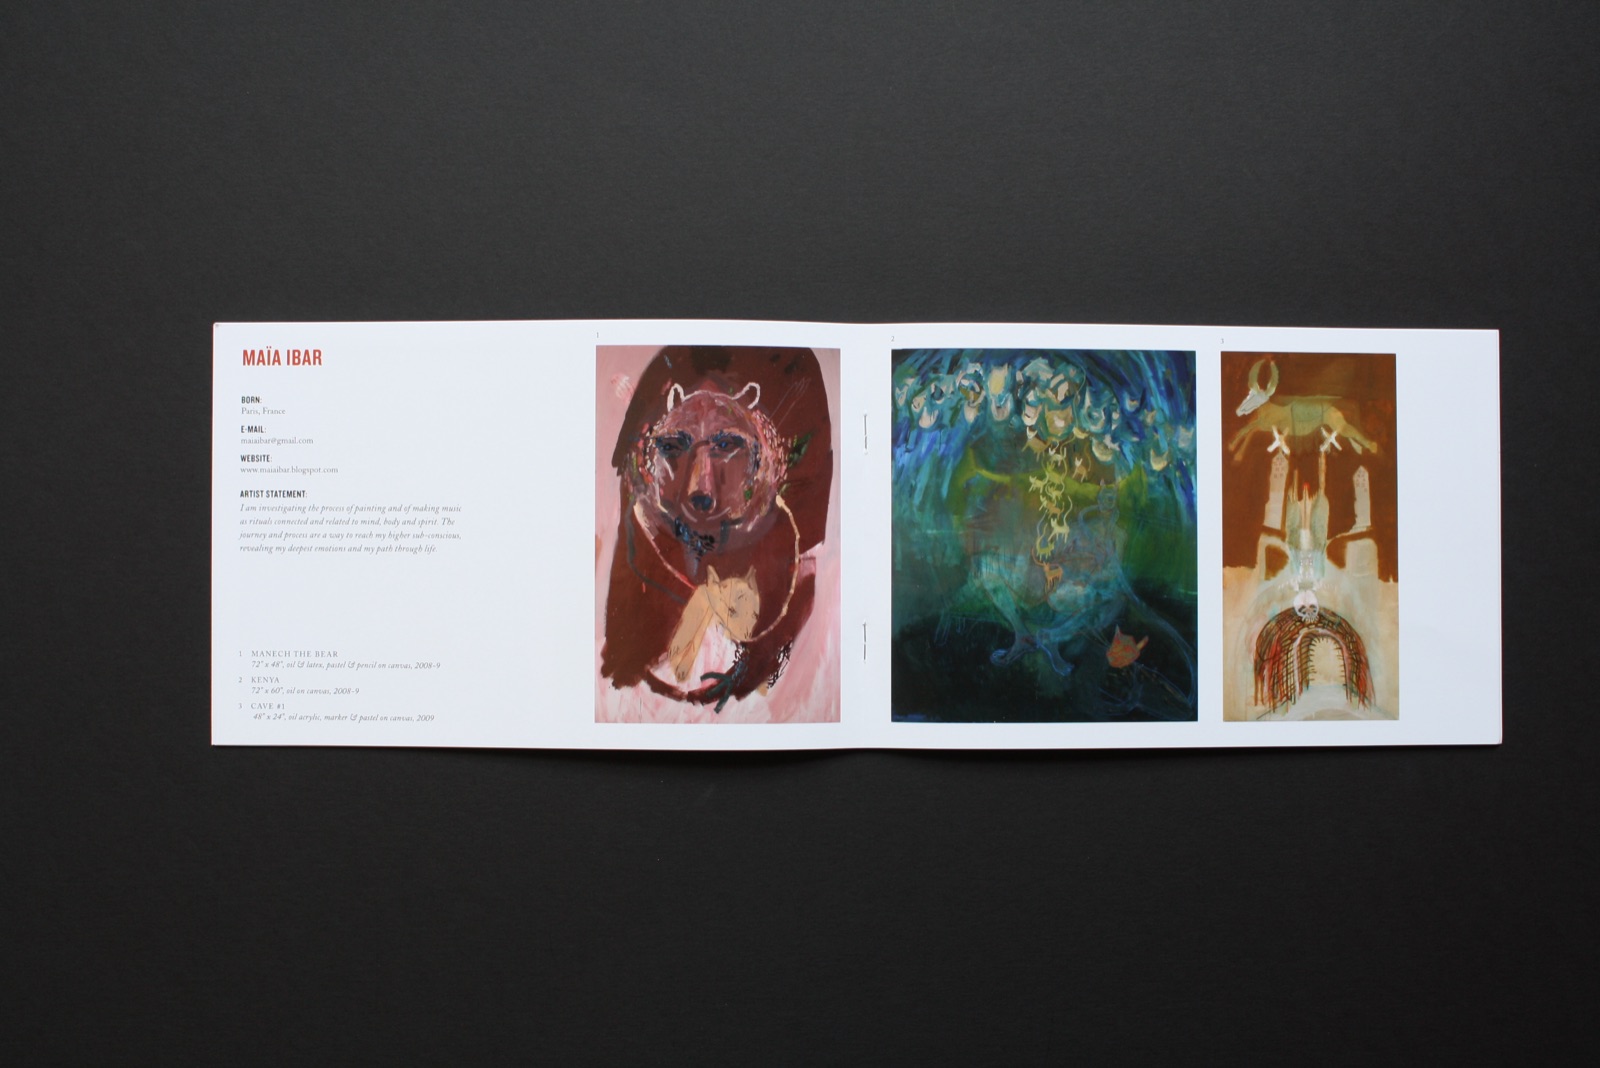 MAÏA IBAR
BORN:
Paris, France
E-MAIL:
maiaibar@gmail.com
WEBSITE:
www.maiaibar.blogspot.com
ARTIST STATEMENT:
I am investigating the process of painting and of making music
as rituals connected and related to mind, body and spirit. The
journey and process are a way to reach my higher sub-conscious,
revealing my deepest emotions and my path through life.
1 MANECH THE BEAR
72" x 48", oil & latex, pastel & pencil on canvas, 2008-9
2 KENYA
72" x 60", oil on canvas, 2008-9
3 CAVE #1
48" x 24", oil acrylic, marker & pastel on canvas, 2009
1
2
3